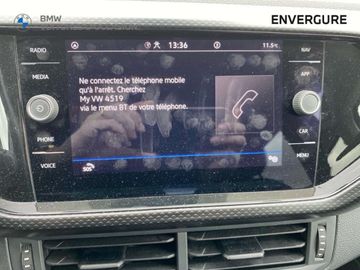 BMW
ENVERGURE
RADIO
13:36
11.5°C
NAV
MEDIA
APP
Ne connectez le téléphone mobile
qu'à l'arrêt. Cherchez
My VW 4519
via le menu BT de votre téléphone.
PHONE
CAR
VOICE
MENU
SOS